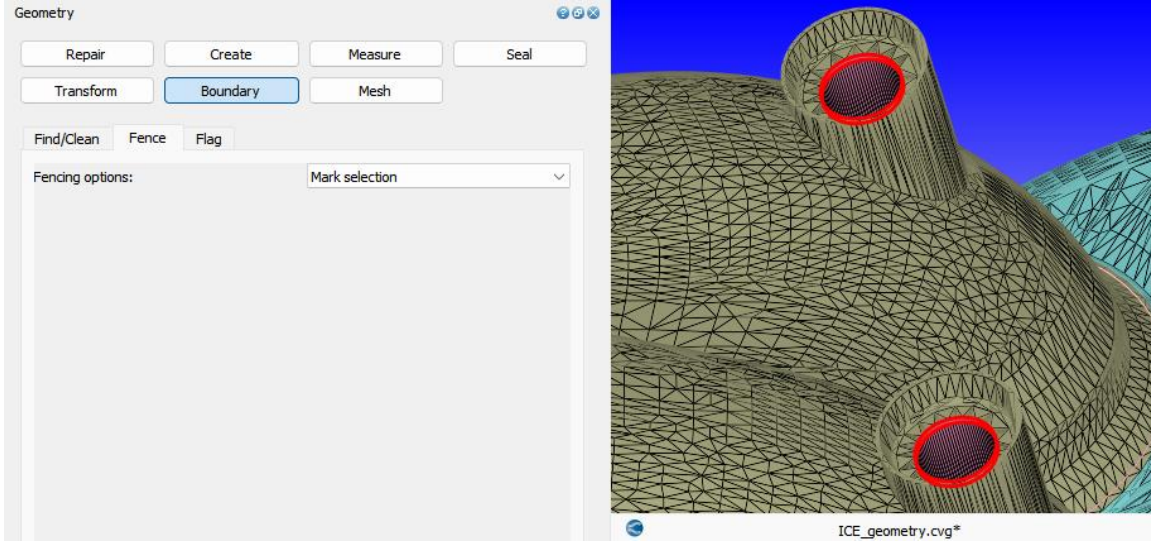 Geometry
Repair Create Measure Seal
Transform Boundary Mesh
Find/Clean Fence Flag
Fencing options: Mark selection
ICE_geometry.cvg*